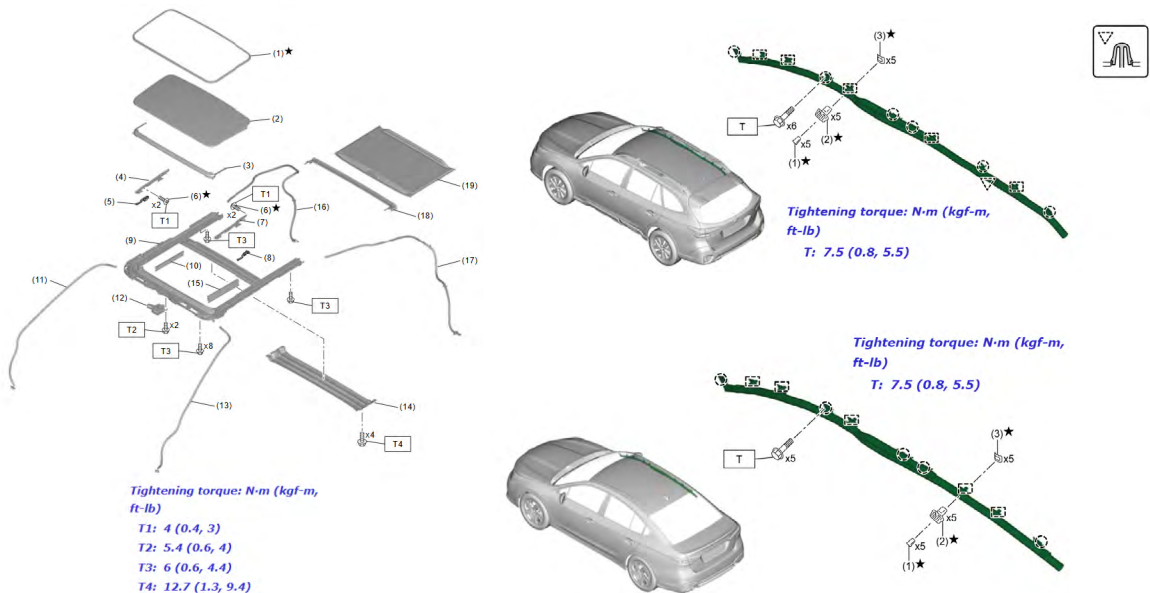 (1)★
(2)
(3)
(4)
(5)
x2
(6)★
T1
T1
x2
(6)★
(7)
(16)
(18)
(19)
(9)
T3
(8)
(10)
(15)
(17)
(11)
(12)
T3
x2
T2
x8
T3
(13)
(14)
x4
T4
Tightening torque: N·m (kgf-m,
ft-lb)
T1: 4 (0.4, 3)
T2: 5.4 (0.6, 4)
T3: 6 (0.6, 4.4)
T4: 12.7 (1.3, 9.4)
(3)★
x5
T
x6
x5
(2)★
x5
(1)★
Tightening torque: N·m (kgf-m,
ft-lb)
T: 7.5 (0.8, 5.5)
Tightening torque: N·m (kgf-m,
ft-lb)
T: 7.5 (0.8, 5.5)
T
x5
(3)★
x5
x5
(2)★
x5
(1)★